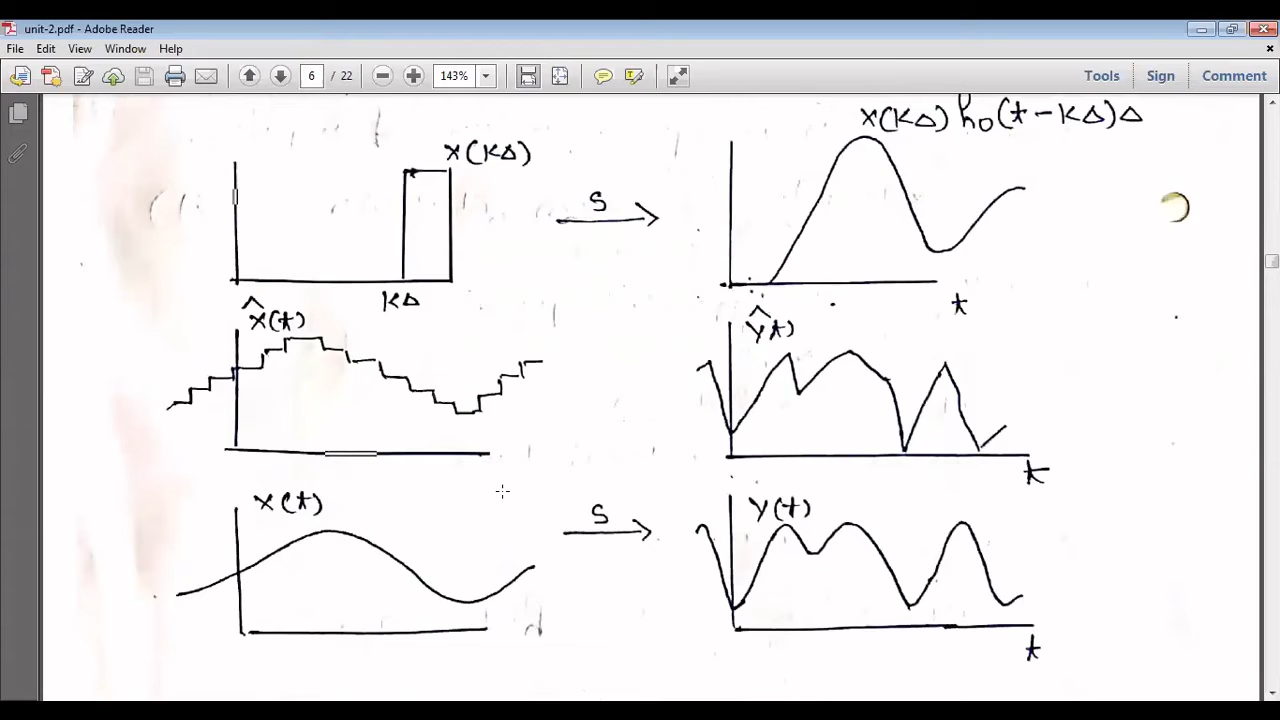 unit-2.pdf - Adobe Reader
File Edit View Window Help
6 / 22 143% Tools Sign Comment
x(kΔ) h₀(t-kΔ)Δ
x(kΔ)
S
kΔ
t
x̂(t)
ŷ(t)
t
x(t)
S
y(t)
t